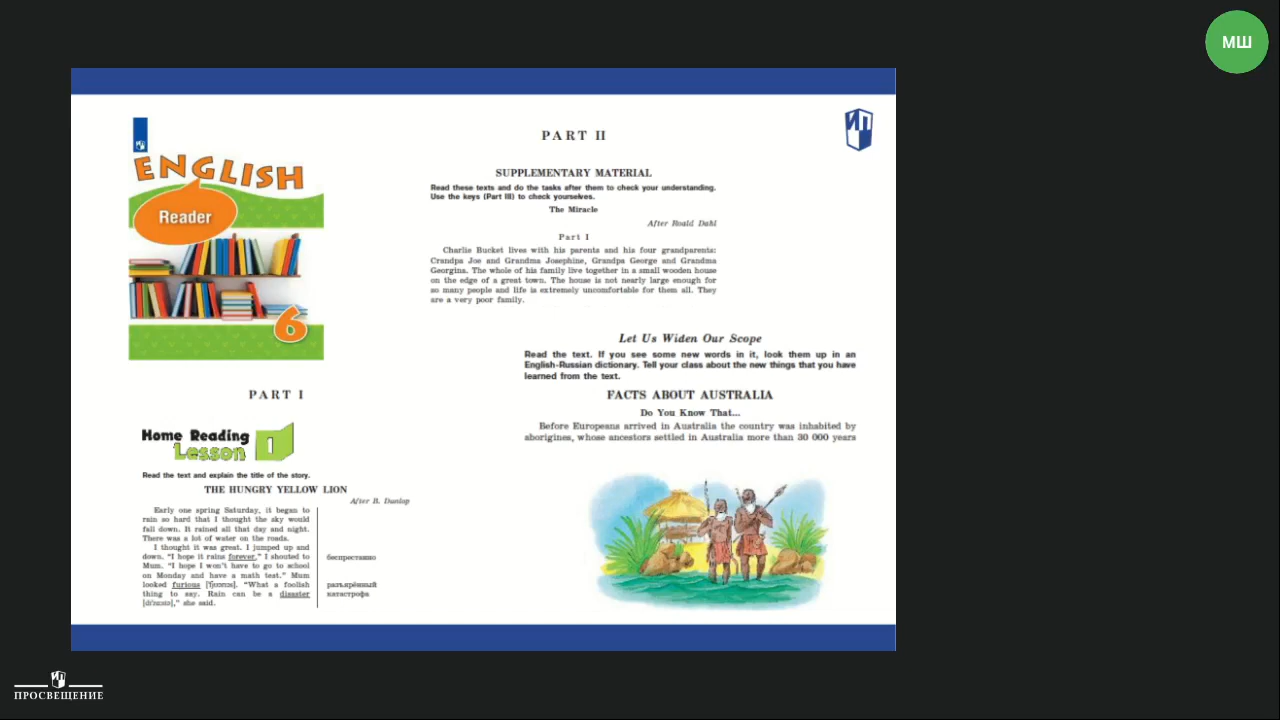 МШ
ENGLISH
Reader
6
PART I
Home Reading
Lesson 1
Read the text and explain the title of the story.
THE HUNGRY YELLOW LION
After B. Dunlop
Early one spring Saturday, it began to
rain so hard that I thought the sky would
fall down. It rained all that day and night.
There was a lot of water on the roads.
I thought it was great. I jumped up and
down. “I hope it rains forever,” I shouted to
Mum. “I hope I won’t have to go to school
on Monday and have a math test.” Mum
looked furious “What a foolish
thing to say. Rain can be a disaster
she said.
беспрестанно
разъярённый
катастрофа
PART II
SUPPLEMENTARY MATERIAL
Read these texts and do the tasks after them to check your understanding.
Use the keys (Part III) to check yourselves.
The Miracle
After Roald Dahl
Part I
Charlie Bucket lives with his parents and his four grandparents:
Grandpa Joe and Grandma Josephine, Grandpa George and Grandma
Georgina. The whole of his family live together in a small wooden house
on the edge of a great town. The house is not nearly large enough for
so many people and life is extremely uncomfortable for them all. They
are a very poor family.
Let Us Widen Our Scope
Read the text. If you see some new words in it, look them up in an
English-Russian dictionary. Tell your class about the new things that you have
learned from the text.
FACTS ABOUT AUSTRALIA
Do You Know That...
Before Europeans arrived in Australia the country was inhabited by
aborigines, whose ancestors settled in Australia more than 30 000 years
ПРОСВЕЩЕНИЕ